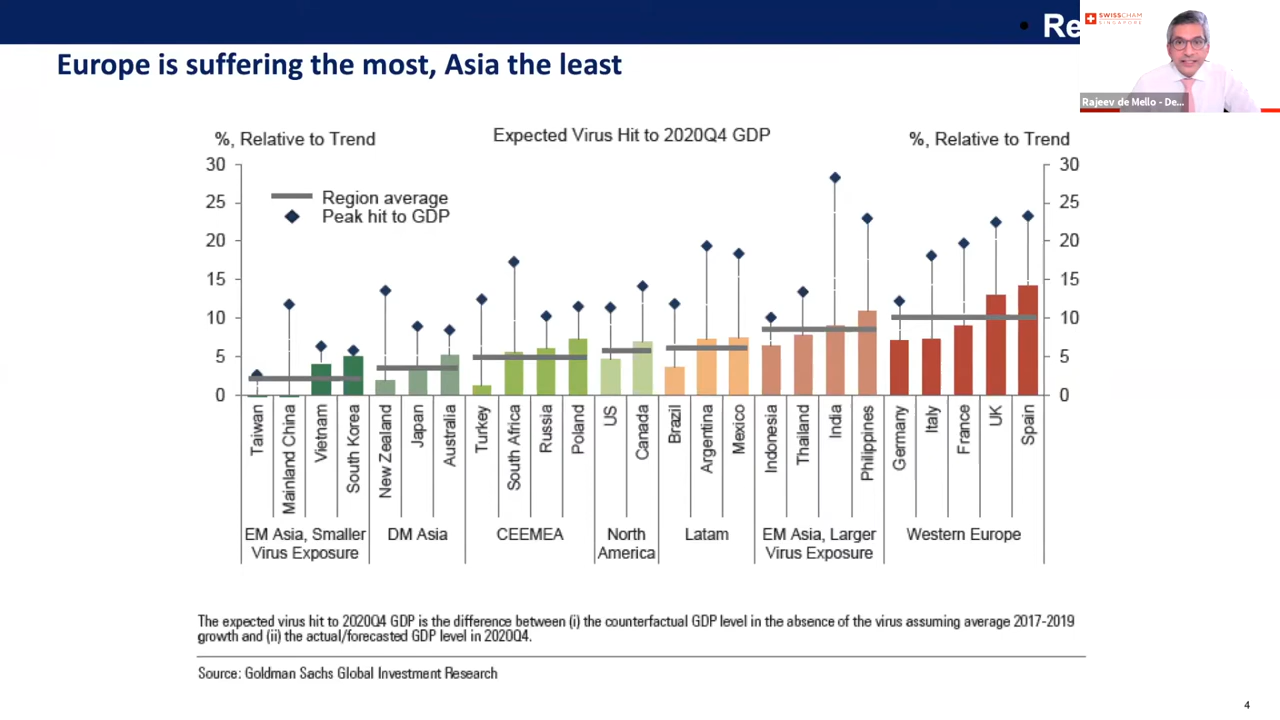 • Re
SWISSCHAM
SINGAPORE
Rajeev de Mello - De...
Europe is suffering the most, Asia the least
%, Relative to Trend
Expected Virus Hit to 2020Q4 GDP
%, Relative to Trend
Region average
Peak hit to GDP
30
25
20
15
10
5
0
30
25
20
15
10
5
0
Taiwan
Mainland China
Vietnam
South Korea
New Zealand
Japan
Australia
Turkey
South Africa
Russia
Poland
US
Canada
Brazil
Argentina
Mexico
Indonesia
Thailand
India
Philippines
Germany
Italy
France
UK
Spain
EM Asia, Smaller
Virus Exposure
DM Asia
CEEMEA
North
America
Latam
EM Asia, Larger
Virus Exposure
Western Europe
The expected virus hit to 2020Q4 GDP is the difference between (i) the counterfactual GDP level in the absence of the virus assuming average 2017-2019
growth and (ii) the actual/forecasted GDP level in 2020Q4.
Source: Goldman Sachs Global Investment Research
4